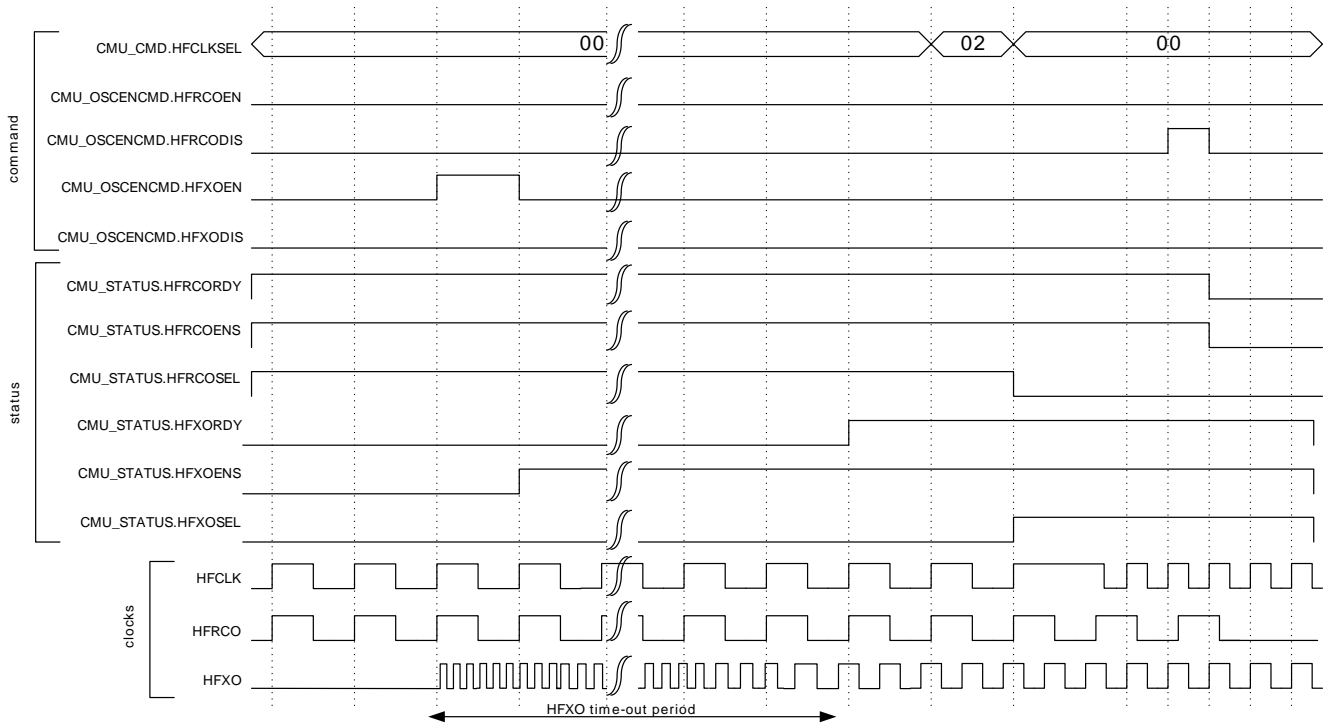 command
CMU_CMD.HFCLKSEL
00
02
00
CMU_OSCENCMD.HFRCOEN
CMU_OSCENCMD.HFRCODIS
CMU_OSCENCMD.HFXOEN
CMU_OSCENCMD.HFXODIS
status
CMU_STATUS.HFRCORDY
CMU_STATUS.HFRCOENS
CMU_STATUS.HFRCOSEL
CMU_STATUS.HFXORDY
CMU_STATUS.HFXOENS
CMU_STATUS.HFXOSEL
clocks
HFCLK
HFRCO
HFXO
HFXO time-out period